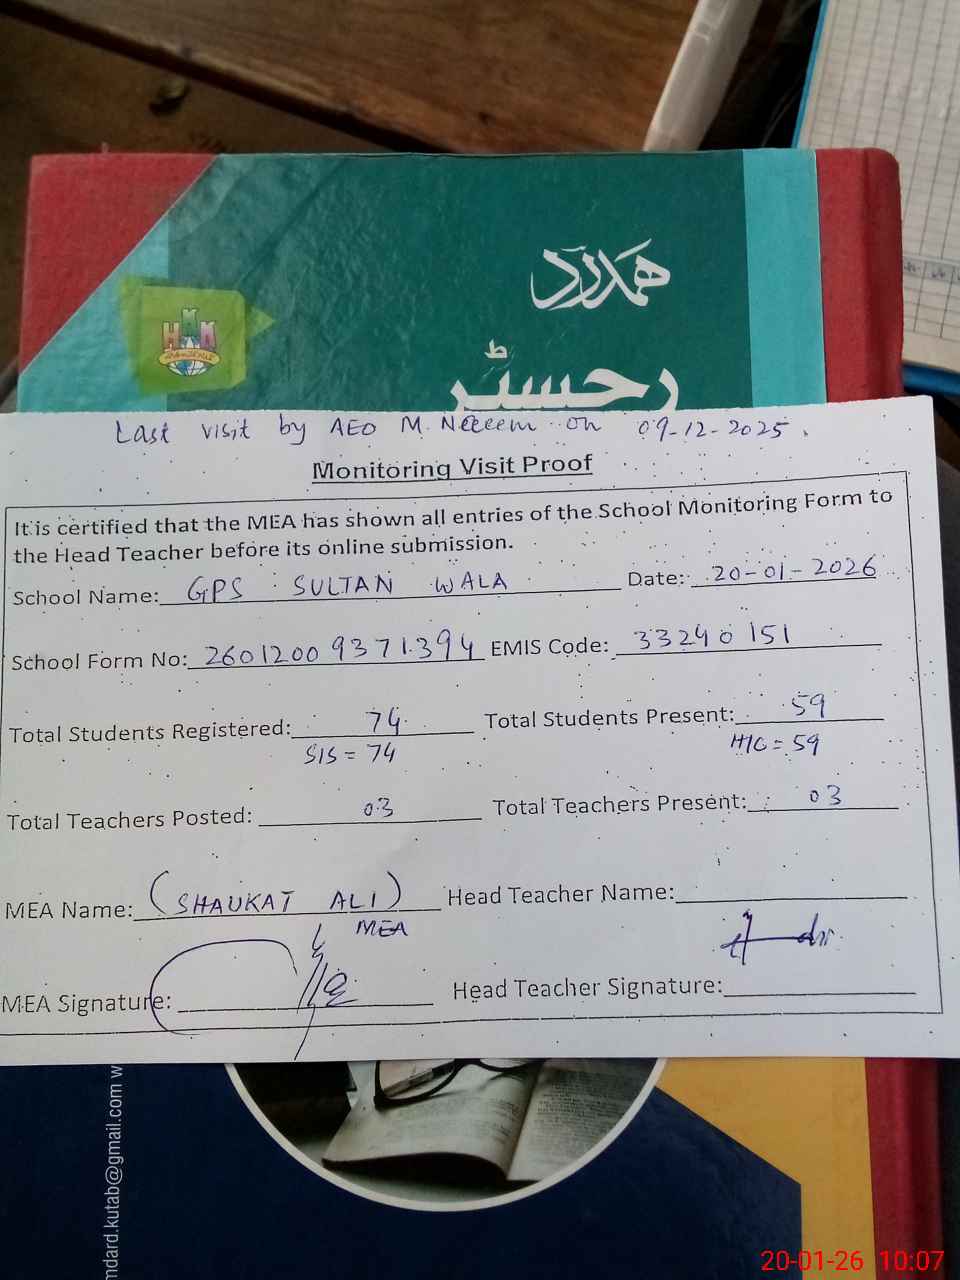 ہمدرد
HMK
رجسٹر
Last visit by AEO M. Naeeem on 09-12-2025.
Monitoring Visit Proof
It is certified that the MEA has shown all entries of the School Monitoring Form to
the Head Teacher before its online submission.
School Name: GPS SULTAN WALA Date: 20-01-2026
School Form No: 26012009371394 EMIS Code: 33240151
Total Students Registered: 74 Total Students Present: 59
SIS = 74 H/C = 59
Total Teachers Posted: 03 Total Teachers Present: 03
MEA Name: (SHAUKAT ALI) Head Teacher Name:
MEA
MEA Signature: Head Teacher Signature:
mdard.kutab@gmail.com w
20-01-26 10:07